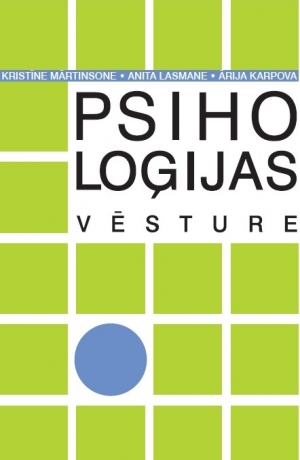 KRISTĪNE MĀRTINSONE • ANITA LASMANE • ĀRIJA KARPOVA
PSIHO
LOĢIJAS
VĒSTURE